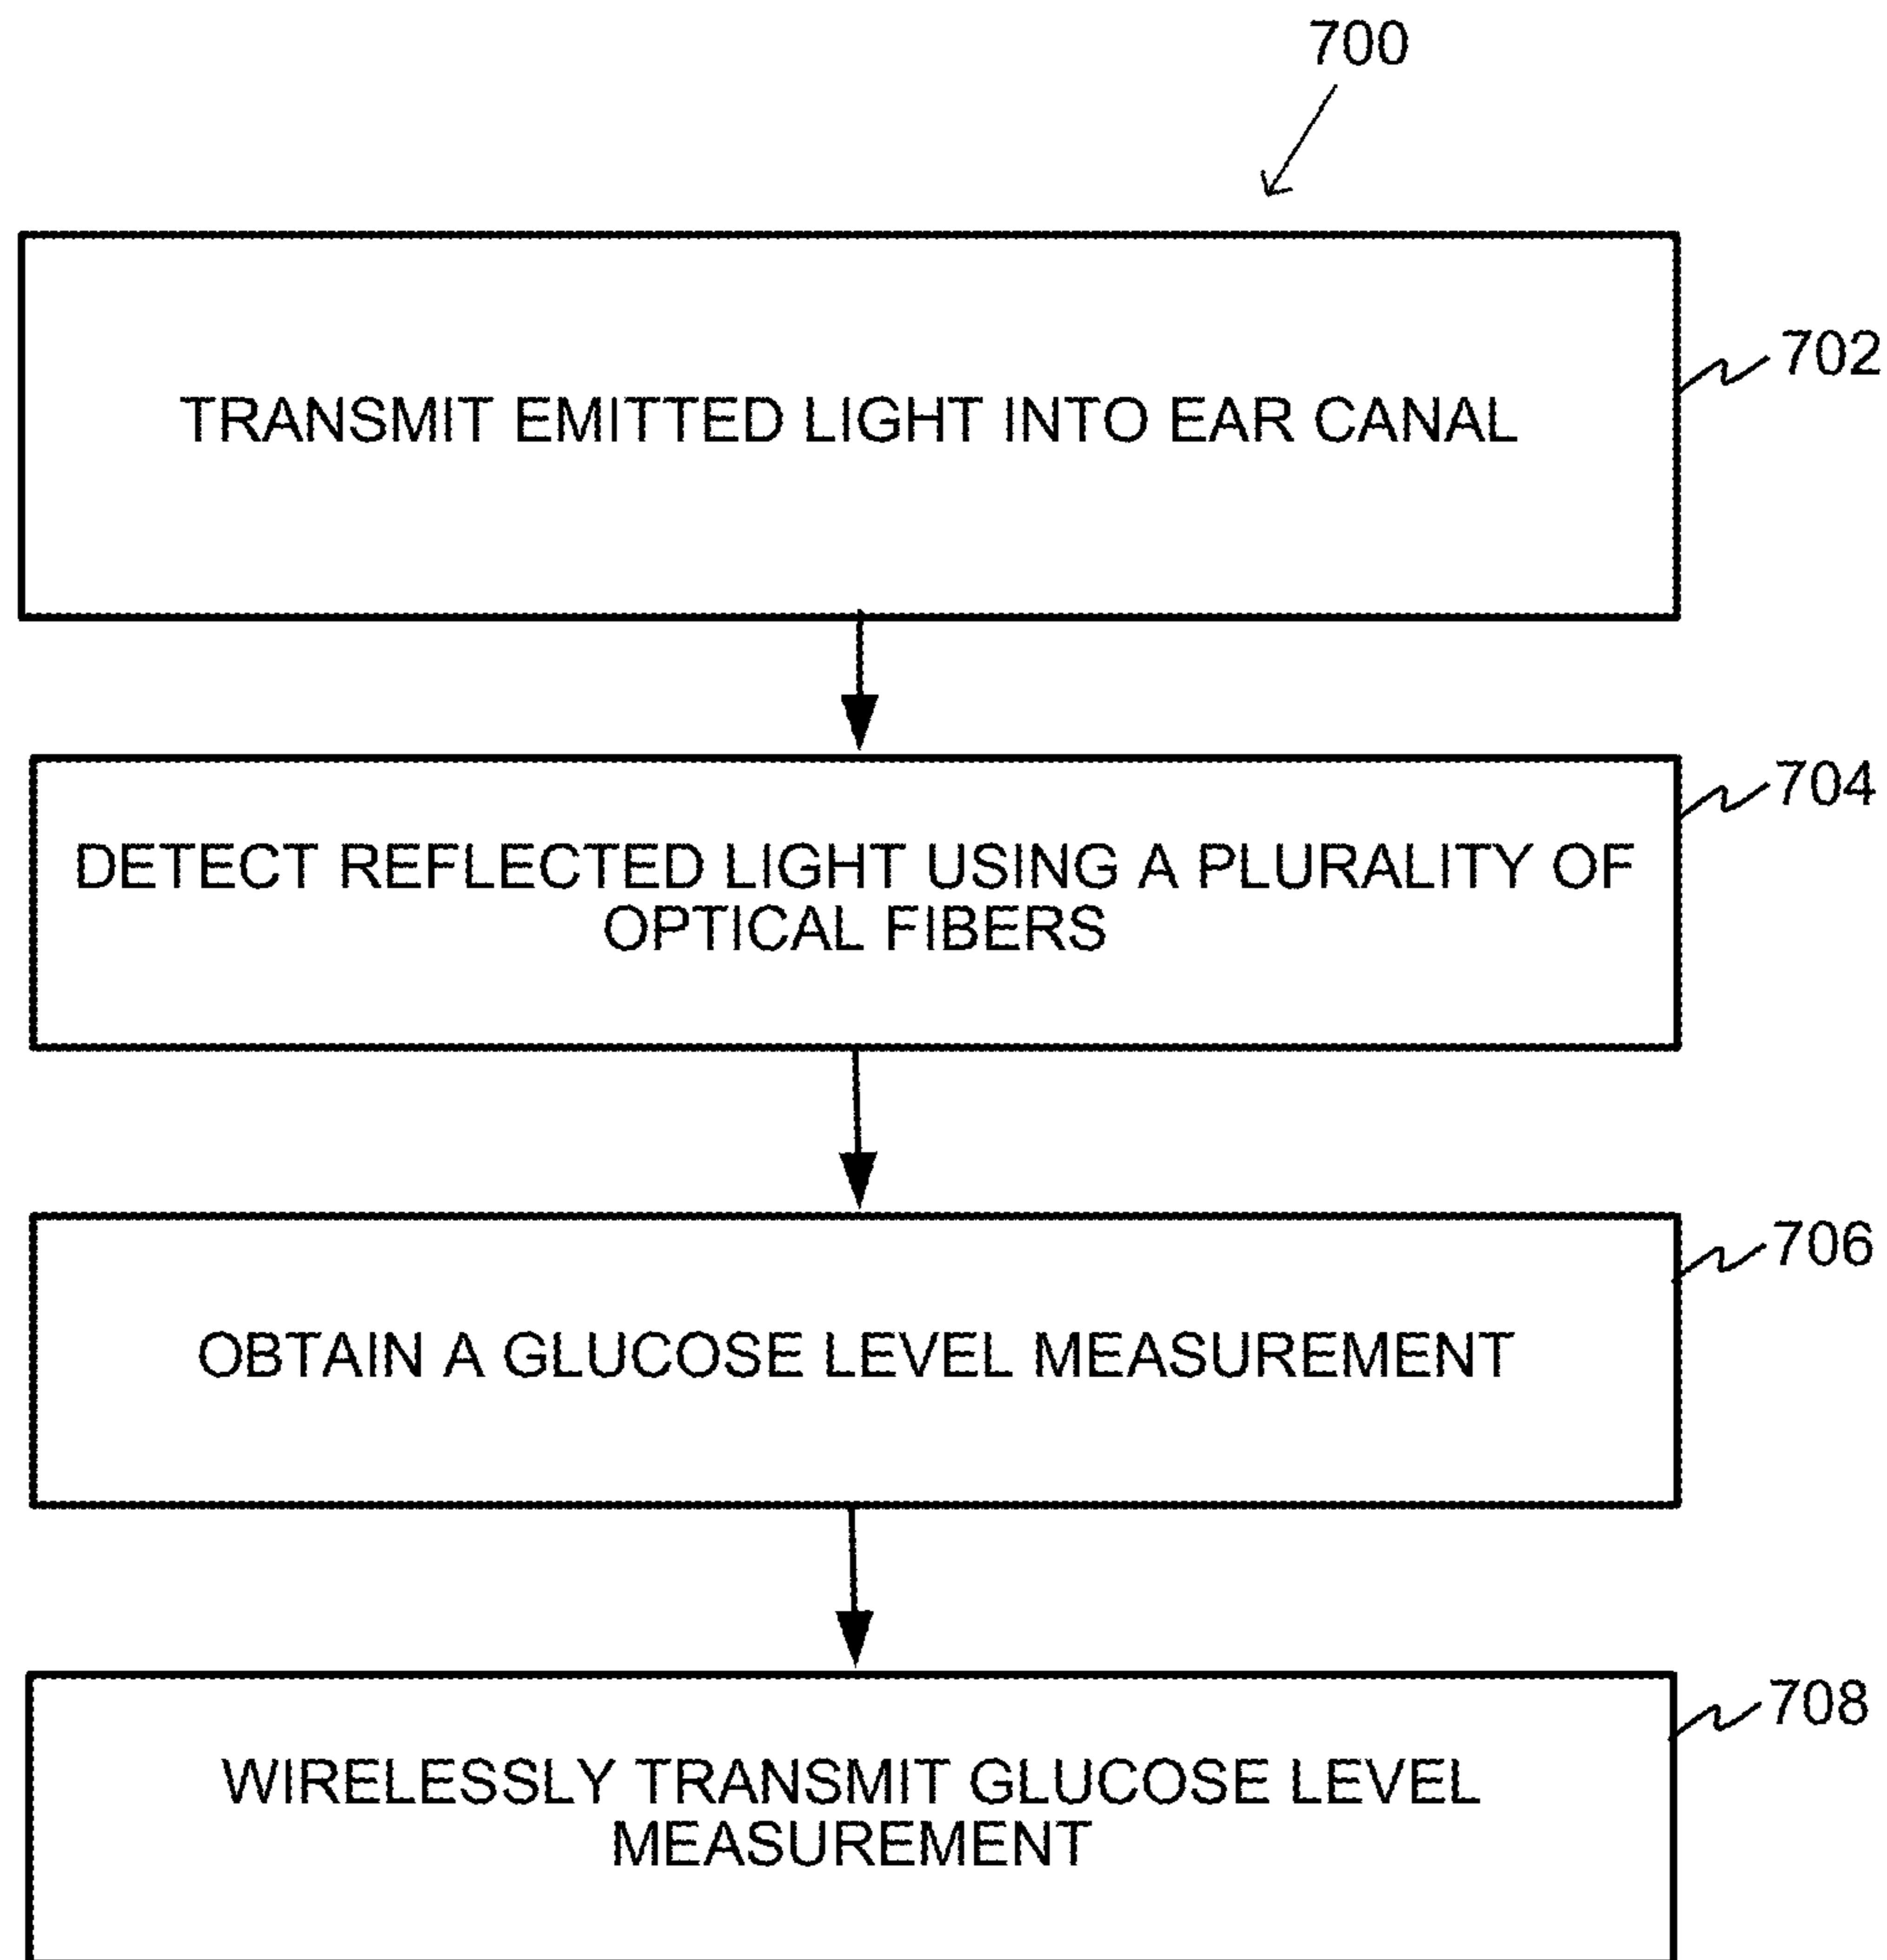 700
TRANSMIT EMITTED LIGHT INTO EAR CANAL
702
DETECT REFLECTED LIGHT USING A PLURALITY OF
OPTICAL FIBERS
704
OBTAIN A GLUCOSE LEVEL MEASUREMENT
706
WIRELESSLY TRANSMIT GLUCOSE LEVEL
MEASUREMENT
708